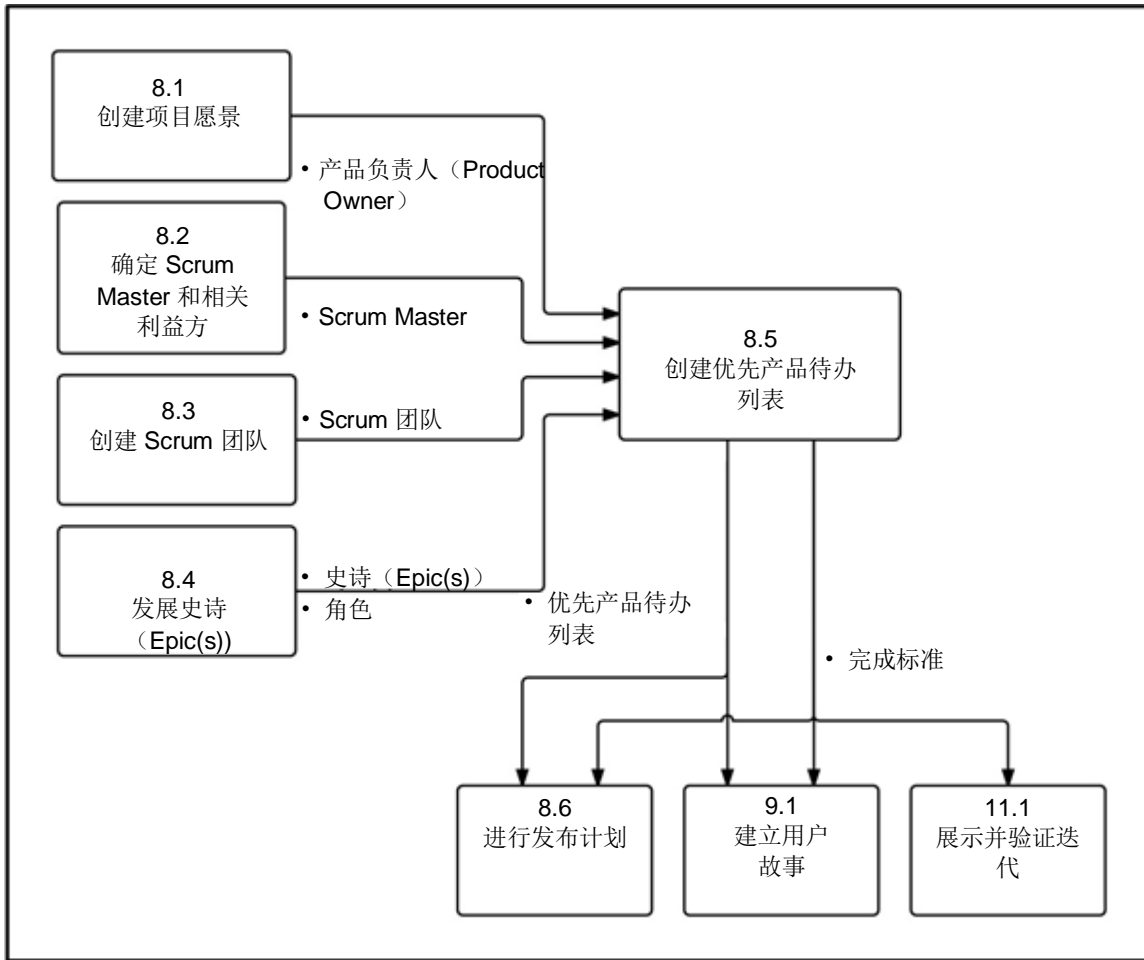 8.1
创建项目愿景
• 产品负责人（Product
Owner）
8.2
确定 Scrum
Master 和相关
利益方
• Scrum Master
8.3
创建 Scrum 团队
• Scrum 团队
8.4
发展史诗
（Epic(s))
• 史诗（Epic(s)）
• 角色
8.5
创建优先产品待办
列表
• 优先产品待办
列表
• 完成标准
8.6
进行发布计划
9.1
建立用户
故事
11.1
展示并验证迭
代